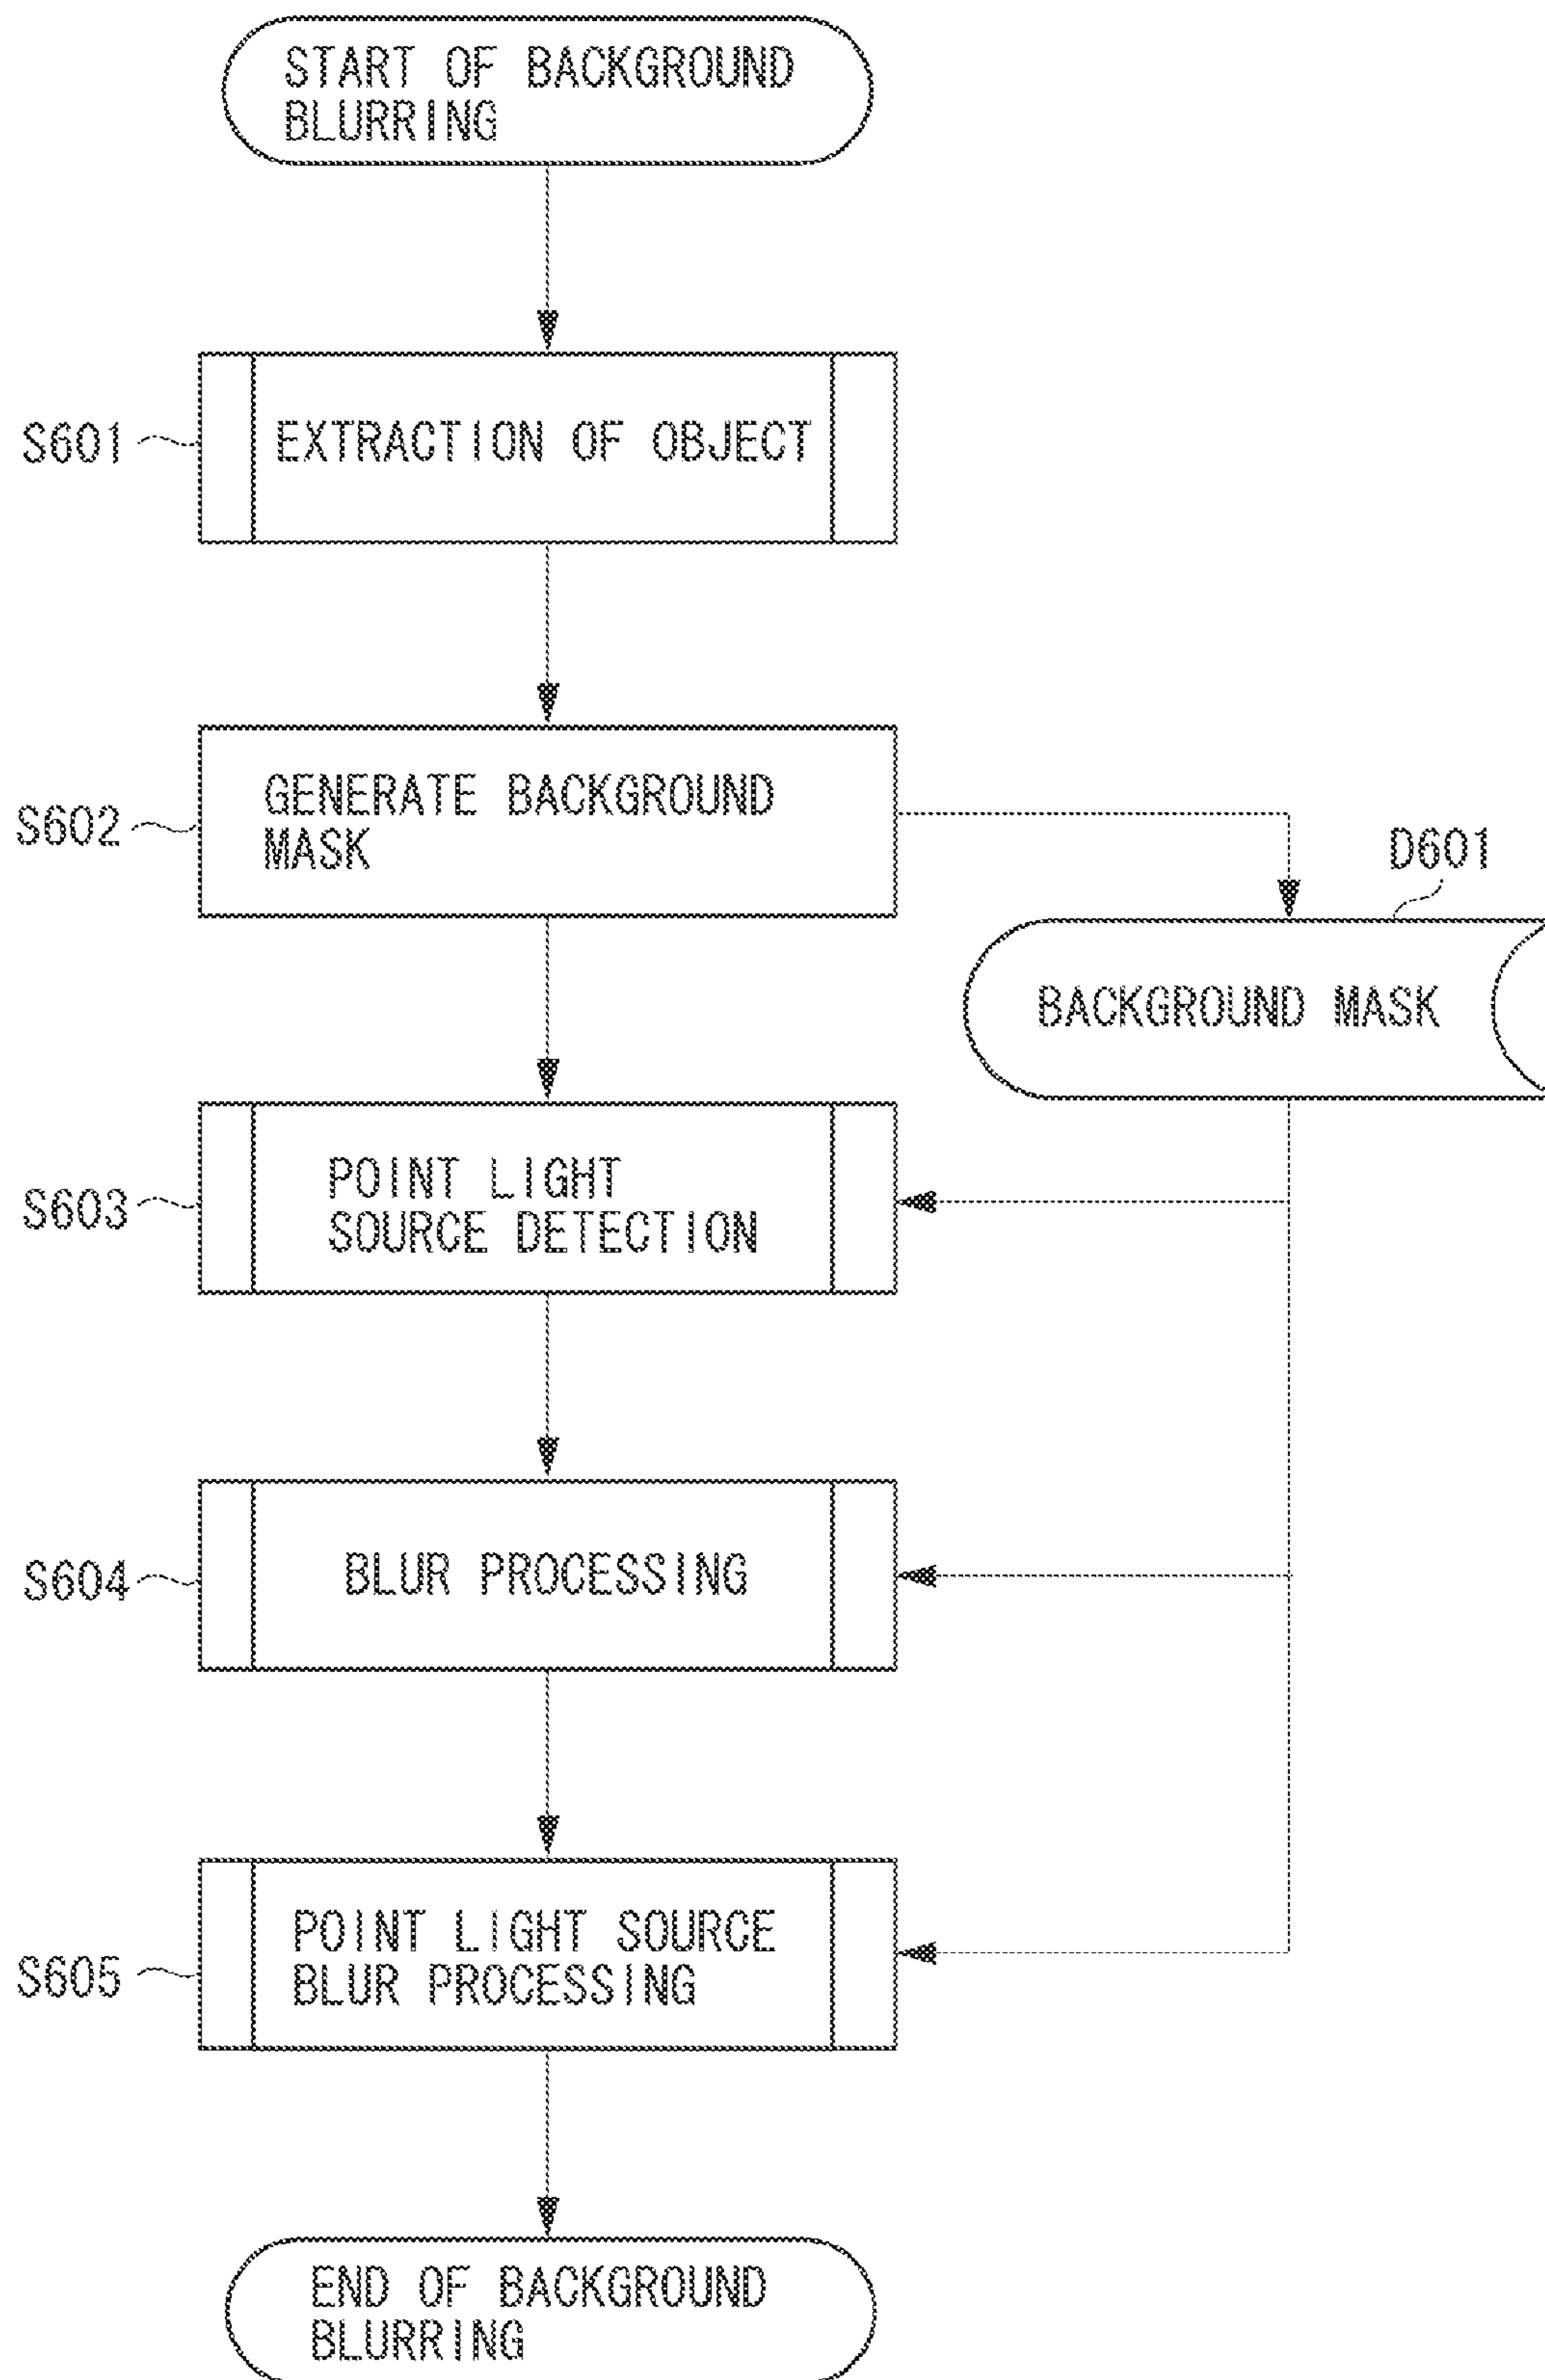 START OF BACKGROUND
BLURRING
S601
EXTRACTION OF OBJECT
S602
GENERATE BACKGROUND
MASK
D601
BACKGROUND MASK
S603
POINT LIGHT
SOURCE DETECTION
S604
BLUR PROCESSING
S605
POINT LIGHT SOURCE
BLUR PROCESSING
END OF BACKGROUND
BLURRING